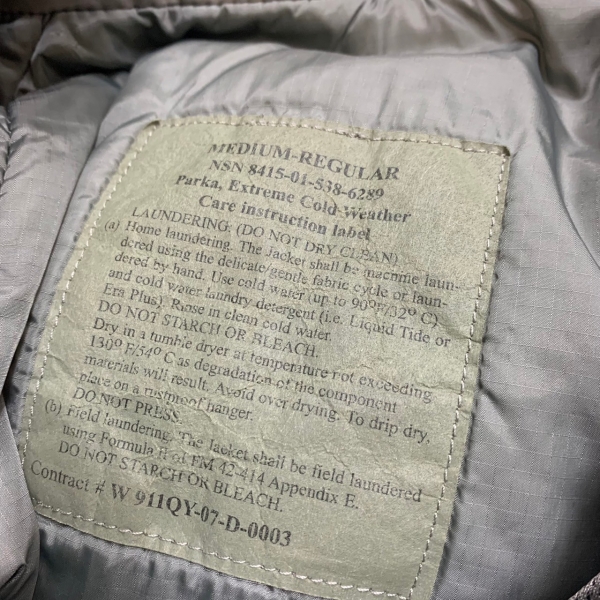 MEDIUM-REGULAR
NSN 8415-01-538-6289
Parka, Extreme Cold Weather
Care instruction label
LAUNDERING: (DO NOT DRY CLEAN)
(a) Home laundering. The Jacket shall be machine laun-
dered using the delicate/gentle fabric cycle or laun-
dered by hand. Use cold water (up to 90º F/32º C)
and cold water laundry detergent (i.e. Liquid Tide or
Era Plus). Rinse in clean cold water.
DO NOT STARCH OR BLEACH.
Dry in a tumble dryer at temperature not exceeding
130º F/54º C as degradation of the component
materials will result. Avoid over drying. To drip dry,
place on a rustproof hanger.
DO NOT PRESS.
(b) Field laundering. The Jacket shall be field laundered
using Formula II of FM 42-414 Appendix E.
DO NOT STARCH OR BLEACH.
Contract # W 911QY-07-D-0003